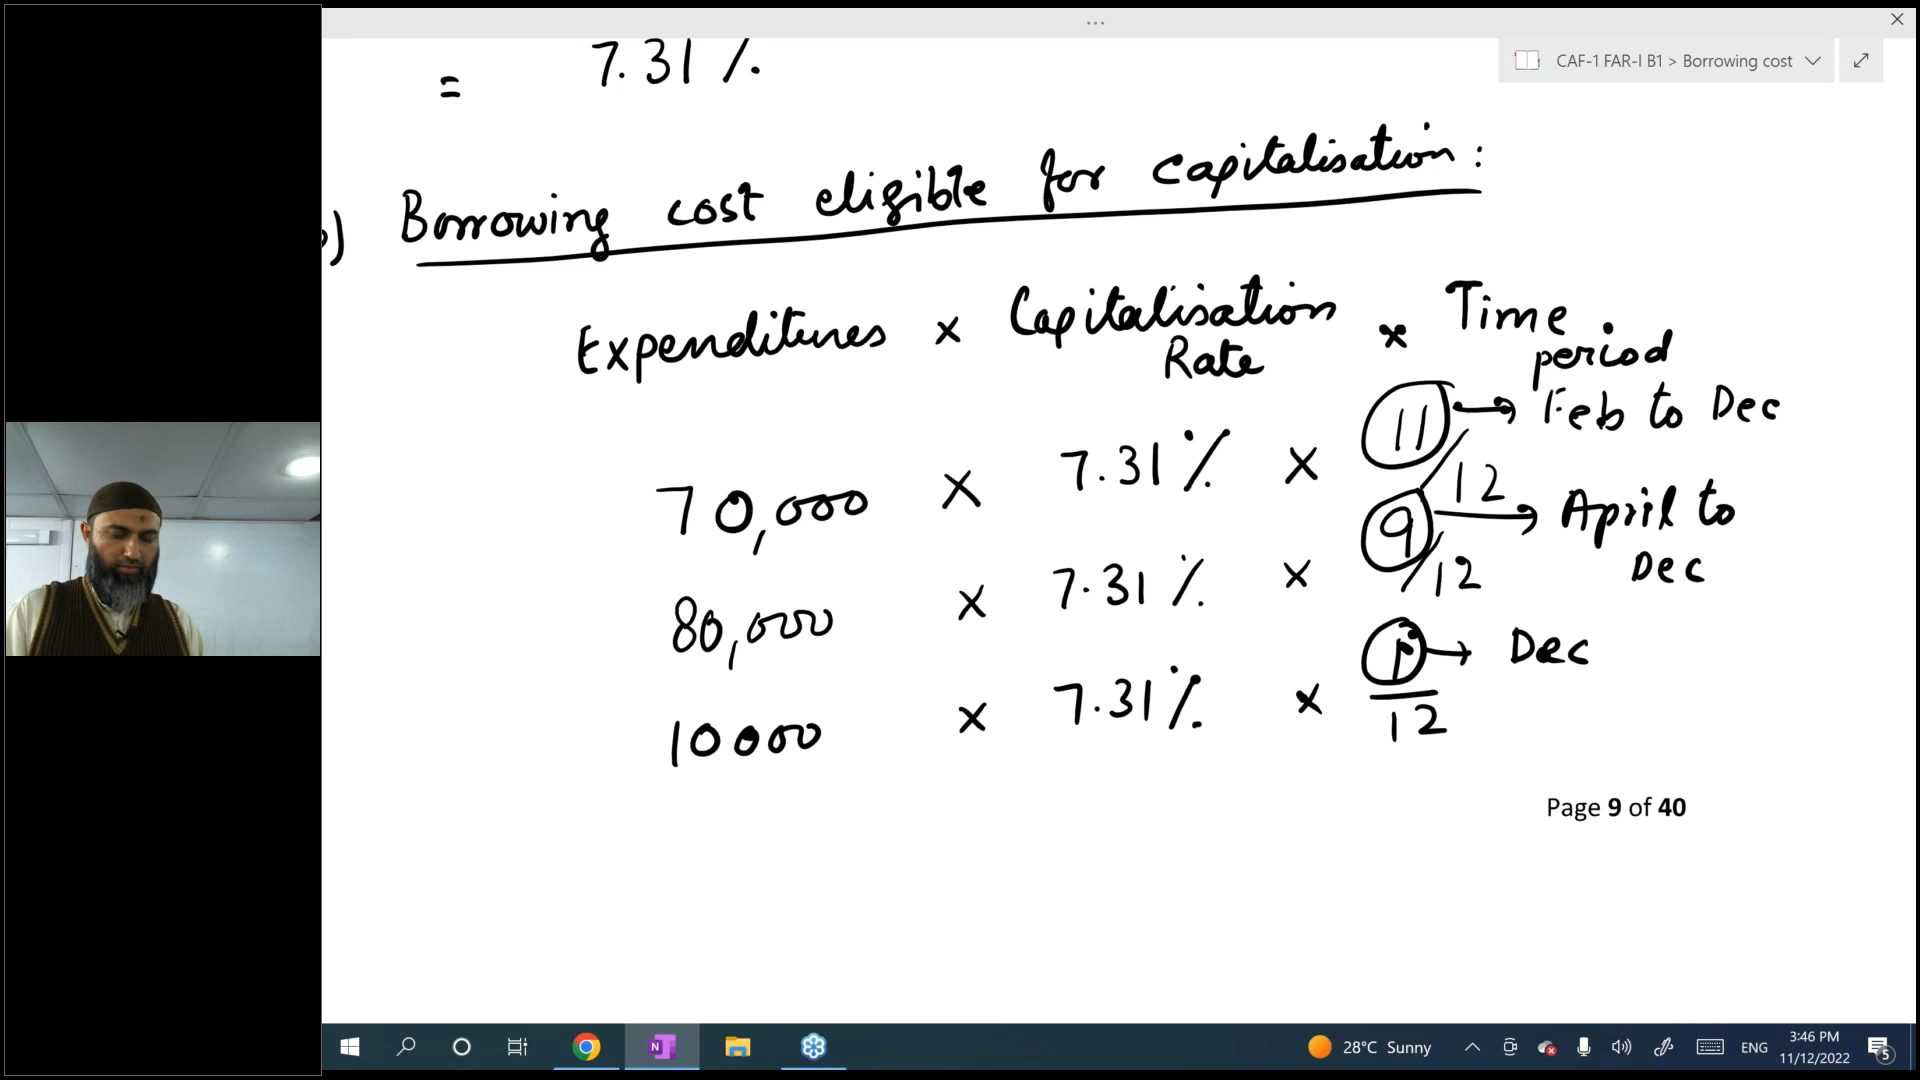 ...
CAF-1 FAR-I B1 > Borrowing cost
= 7.31 %
) Borrowing cost eligible for capitalisation:
Expenditures × Capitalisation Rate × Time period
70,000 × 7.31% × 11/12 → Feb to Dec
80,000 × 7.31% × 9/12 → April to Dec
10000 × 7.31% × 1/12 → Dec
Page 9 of 40
28°C Sunny
ENG
3:46 PM
11/12/2022
5